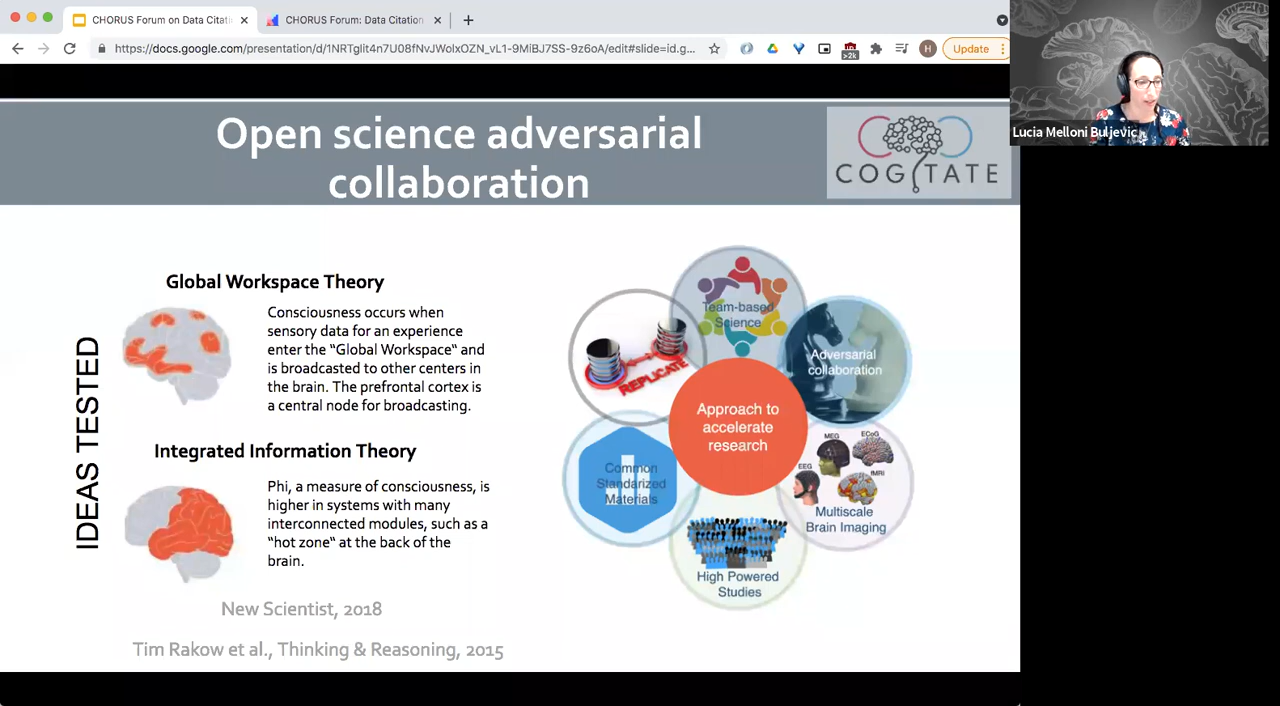 CHORUS Forum on Data Citati
CHORUS Forum: Data Citation
https://docs.google.com/presentation/d/1NRTglit4n7U08fNvJWolxOZN_vL1-9MiBJ7SS-9z6oA/edit#slide=id.g...
>2k
H
Update
Lucia Melloni Buljevic
Open science adversarial
collaboration
COGITATE
IDEAS TESTED
Global Workspace Theory
Consciousness occurs when
sensory data for an experience
enter the "Global Workspace" and
is broadcasted to other centers in
the brain. The prefrontal cortex is
a central node for broadcasting.
Integrated Information Theory
Phi, a measure of consciousness, is
higher in systems with many
interconnected modules, such as a
"hot zone" at the back of the
brain.
New Scientist, 2018
Tim Rakow et al., Thinking & Reasoning, 2015
Team-based
Science
Adversarial
collaboration
REPLICATE
Approach to
accelerate
research
MEG
ECoG
EEG
fMRI
Multiscale
Brain Imaging
Common
Standarized
Materials
High Powered
Studies